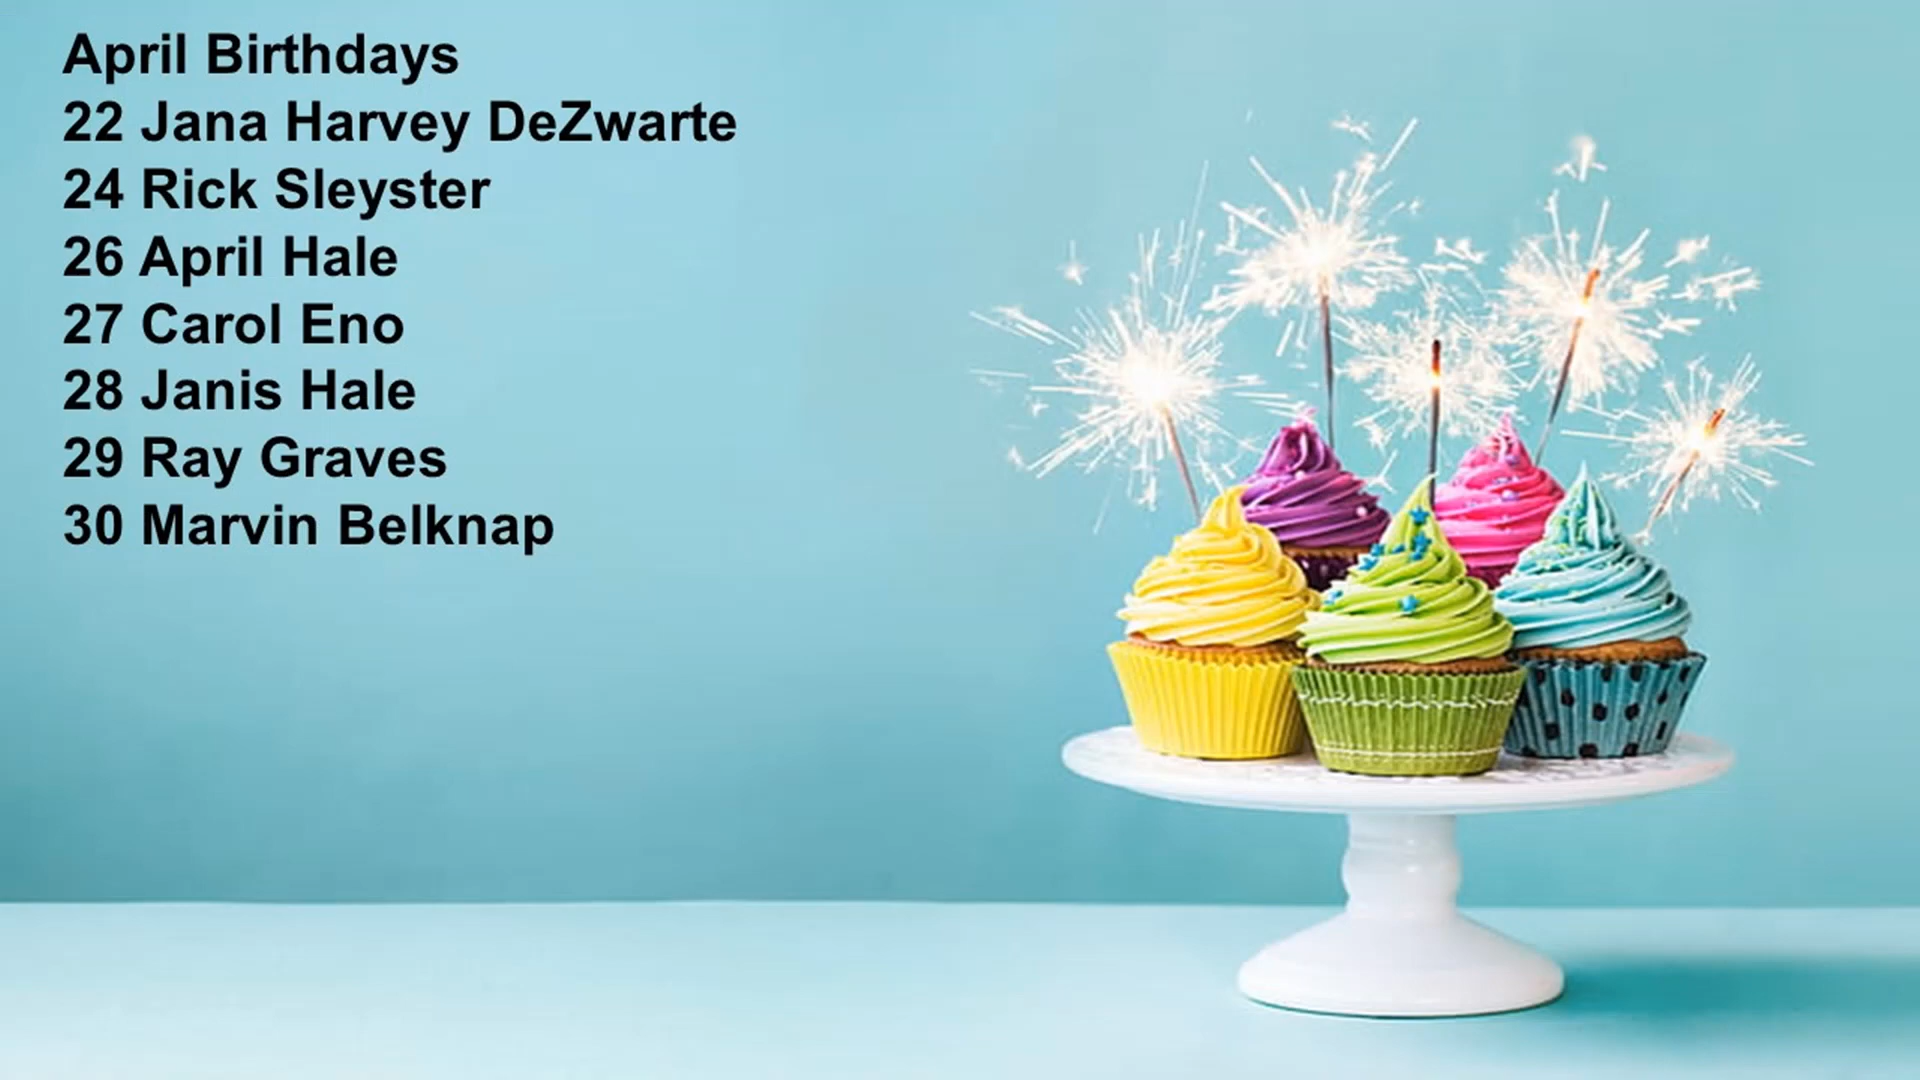 April Birthdays
22 Jana Harvey DeZwarte
24 Rick Sleyster
26 April Hale
27 Carol Eno
28 Janis Hale
29 Ray Graves
30 Marvin Belknap